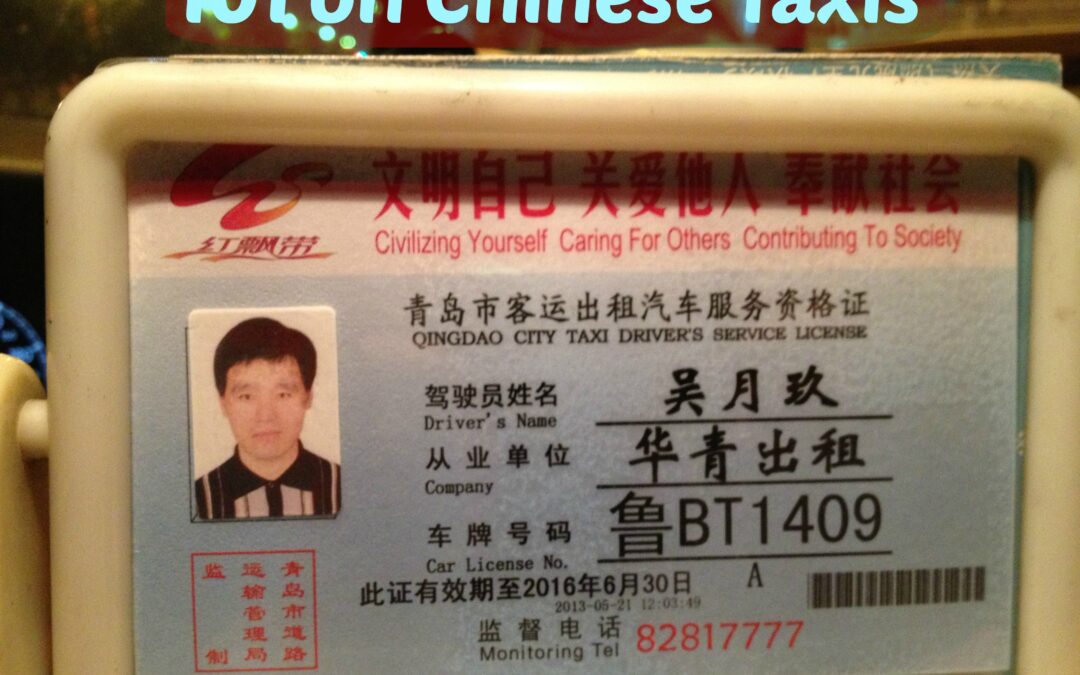 101 on Chinese Taxis
文明自己 关爱他人 奉献社会
红飘带
Civilizing Yourself Caring For Others Contributing To Society
青岛市客运出租汽车服务资格证
QINGDAO CITY TAXI DRIVER'S SERVICE LICENSE
驾驶员姓名 吴月玖
Driver's Name
从业单位 华青出租
Company
车牌号码 鲁BT1409
Car License No.
此证有效期至2016年6月30日 A
2013-05-21 12:03:49
监督电话 82817777
Monitoring Tel
青岛市道路
运输管理局
监制